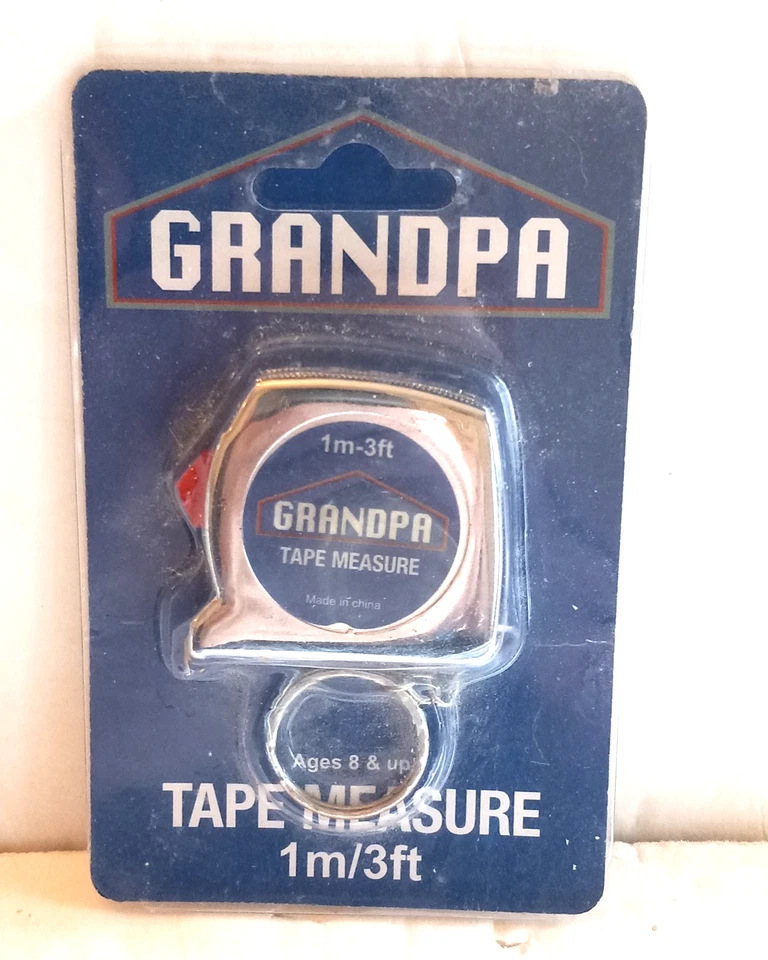 GRANDPA
1m-3ft
GRANDPA
TAPE MEASURE
Made in china
Ages 8 & up
TAPE MEASURE
1m/3ft